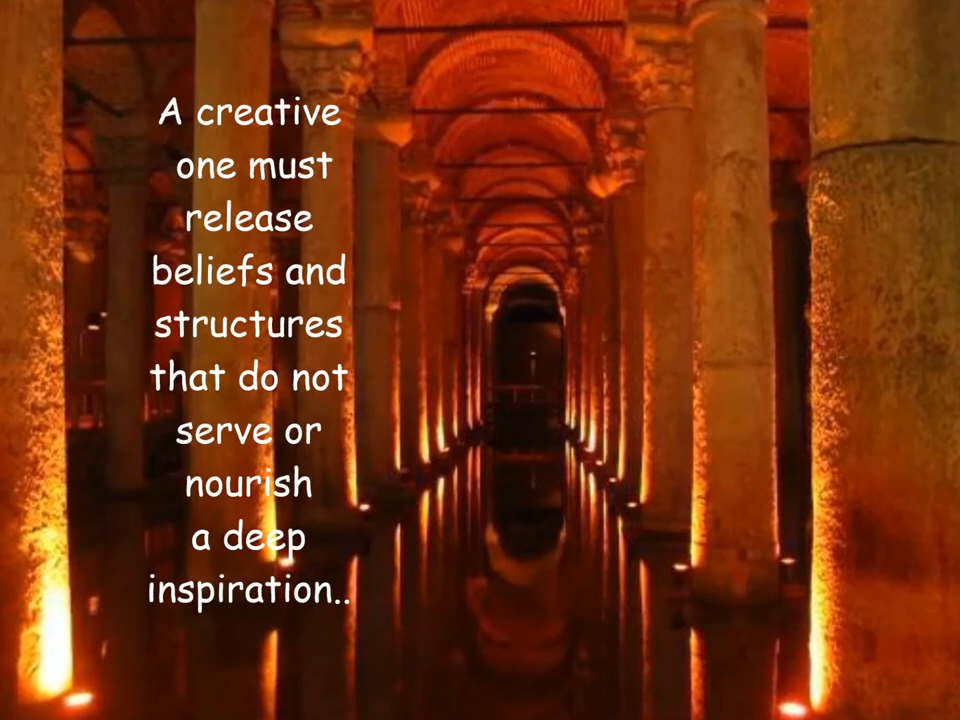 A creative
one must
release
beliefs and
structures
that do not
serve or
nourish
a deep
inspiration..